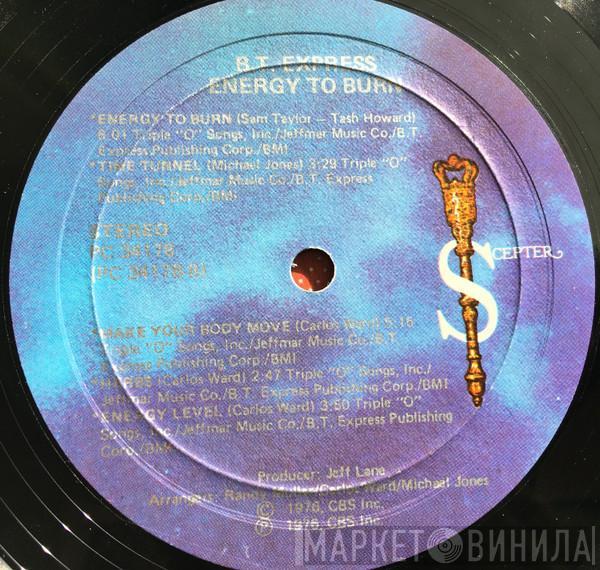 B.T. EXPRESS
ENERGY TO BURN
*ENERGY TO BURN (Sam Taylor – Tash Howard)
6:01 Triple "O" Songs, Inc./Jeffmar Music Co./B.T.
Express Publishing Corp./BMI
*TIME TUNNEL (Michael Jones) 3:29 Triple "O"
Songs, Inc./Jeffmar Music Co./B.T. Express
Publishing Corp./BMI
STEREO
PC 34178
(PC 34178-B)
SCEPTER
*MAKE YOUR BODY MOVE (Carlos Ward) 5:15
Triple "O" Songs, Inc./Jeffmar Music Co./B.T.
Express Publishing Corp./BMI
*HERBS (Carlos Ward) 2:47 Triple "O" Songs, Inc./
Jeffmar Music Co./B.T. Express Publishing Corp./BMI
*ENERGY LEVEL (Carlos Ward) 3:50 Triple "O"
Songs, Inc./Jeffmar Music Co./B.T. Express Publishing
Corp./BMI
Producer: Jeff Lane
Arrangers: Randy Muller/Carlos Ward/Michael Jones
© 1976, CBS Inc.
℗ 1976, CBS Inc.
МАРКЕТ ВИНИЛА